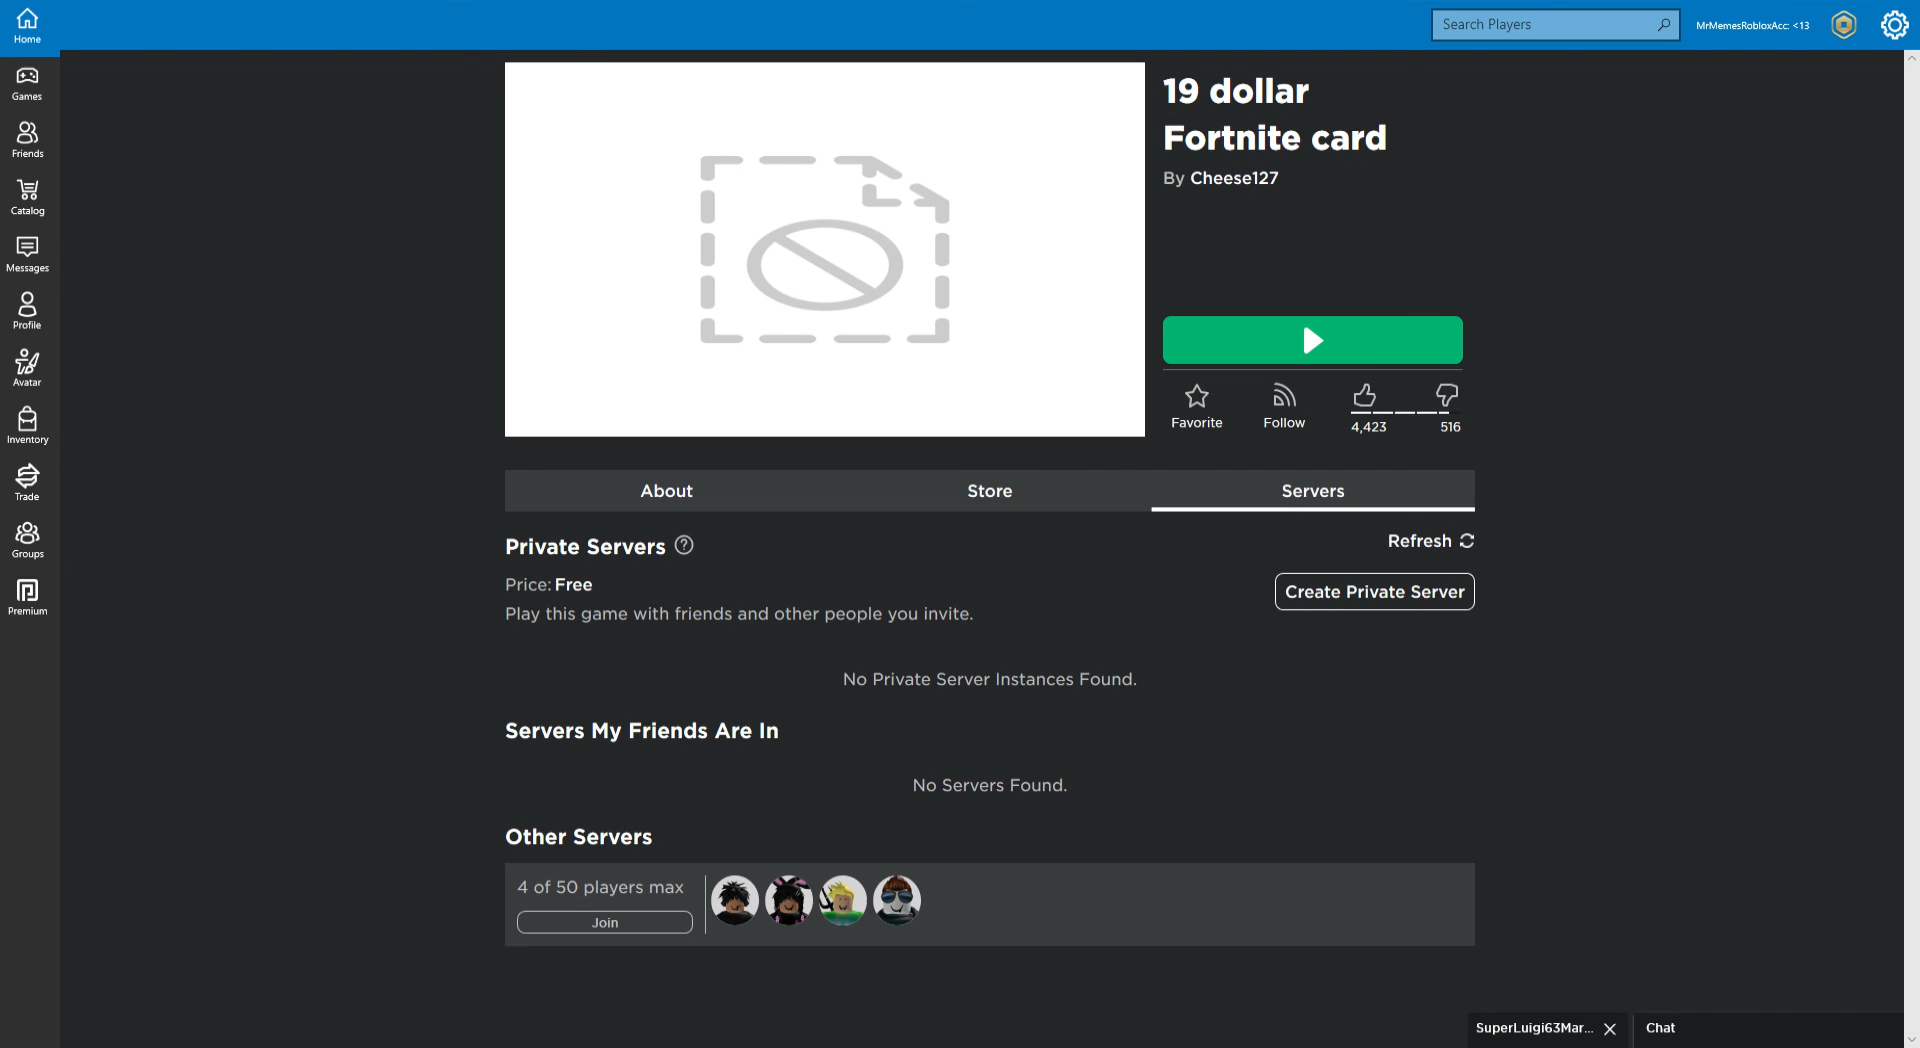 Home
Search Players
MrMemesRobloxAcc: <13
Games
Friends
Catalog
Messages
Profile
Avatar
Inventory
Trade
Groups
Premium
19 dollar
Fortnite card
By Cheese127
Favorite
Follow
4,423
516
About
Store
Servers
Private Servers
Refresh
Price: Free
Create Private Server
Play this game with friends and other people you invite.
No Private Server Instances Found.
Servers My Friends Are In
No Servers Found.
Other Servers
4 of 50 players max
Join
SuperLuigi63Mar...
Chat